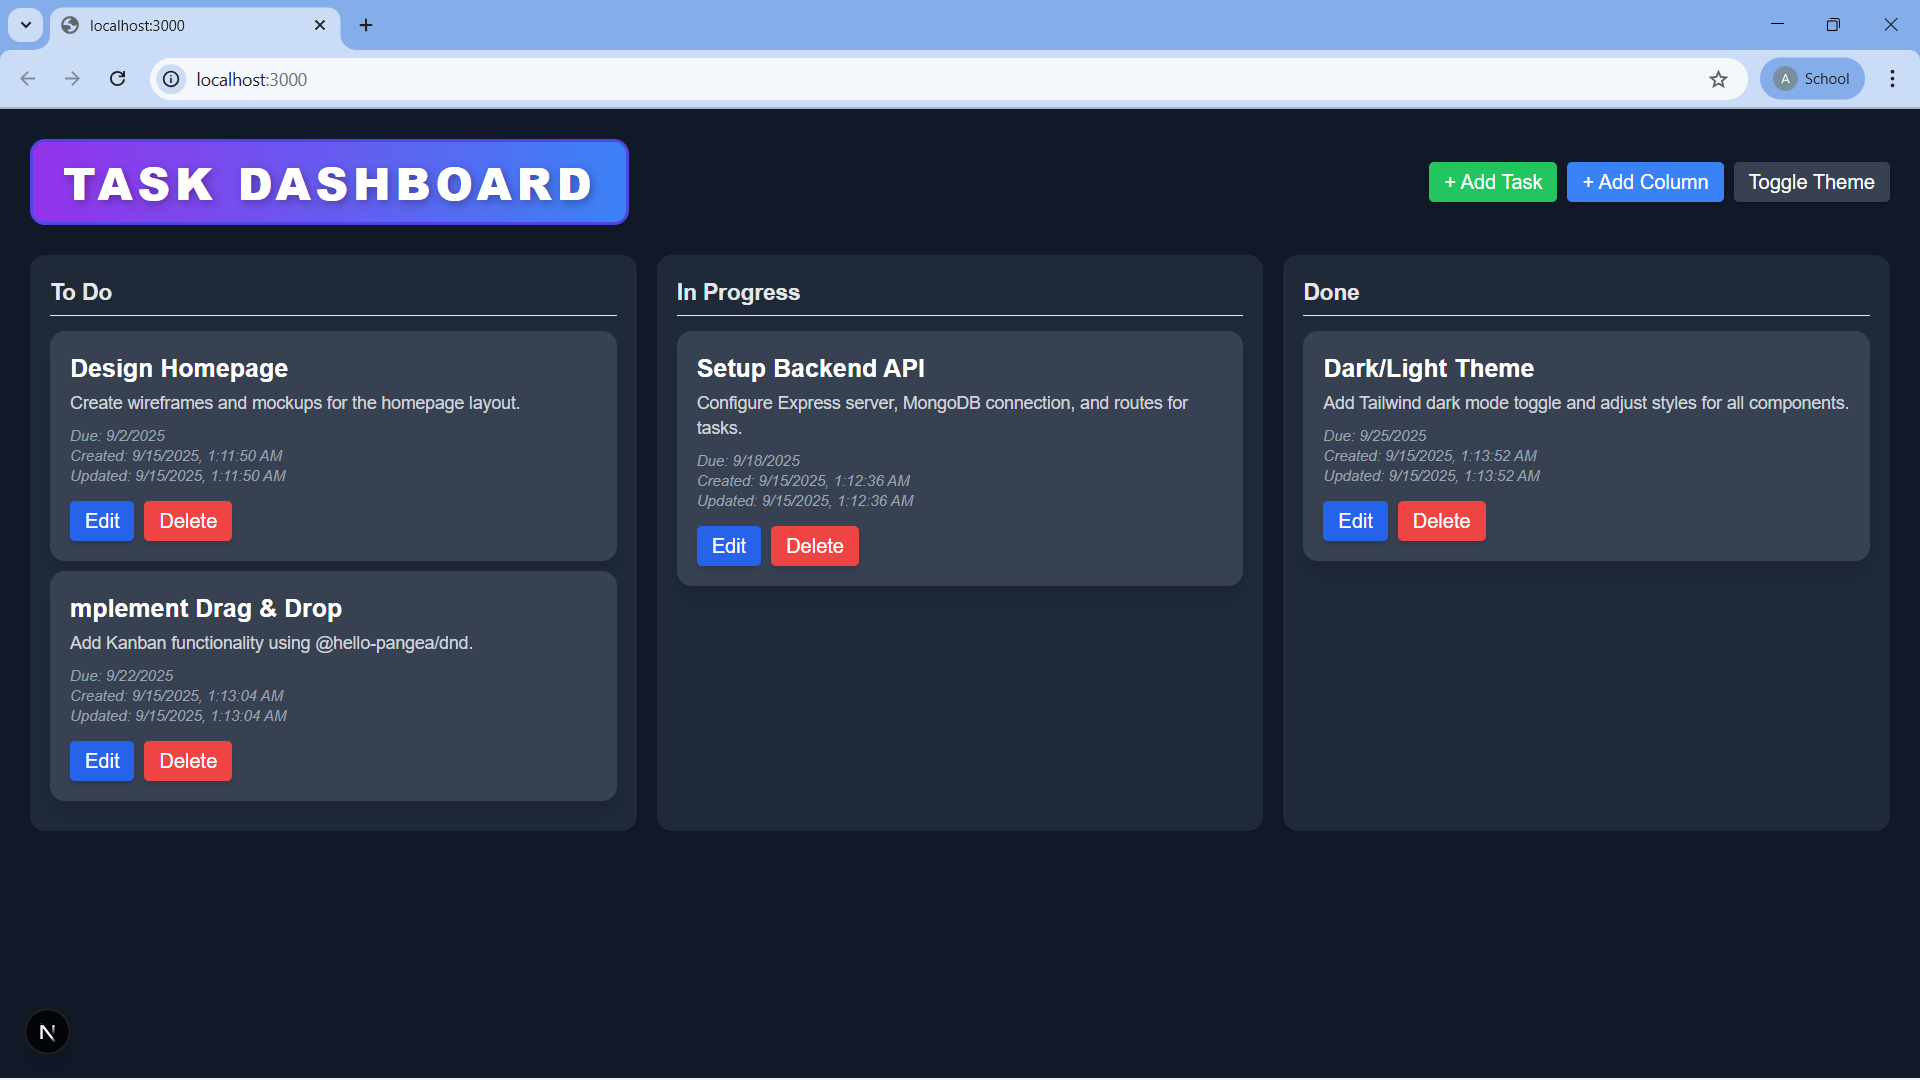 localhost:3000
localhost:3000
A School
TASK DASHBOARD
+ Add Task
+ Add Column
Toggle Theme
To Do
Design Homepage
Create wireframes and mockups for the homepage layout.
Due: 9/2/2025
Created: 9/15/2025, 1:11:50 AM
Updated: 9/15/2025, 1:11:50 AM
Edit Delete
mplement Drag & Drop
Add Kanban functionality using @hello-pangea/dnd.
Due: 9/22/2025
Created: 9/15/2025, 1:13:04 AM
Updated: 9/15/2025, 1:13:04 AM
Edit Delete
In Progress
Setup Backend API
Configure Express server, MongoDB connection, and routes for
tasks.
Due: 9/18/2025
Created: 9/15/2025, 1:12:36 AM
Updated: 9/15/2025, 1:12:36 AM
Edit Delete
Done
Dark/Light Theme
Add Tailwind dark mode toggle and adjust styles for all components.
Due: 9/25/2025
Created: 9/15/2025, 1:13:52 AM
Updated: 9/15/2025, 1:13:52 AM
Edit Delete
N